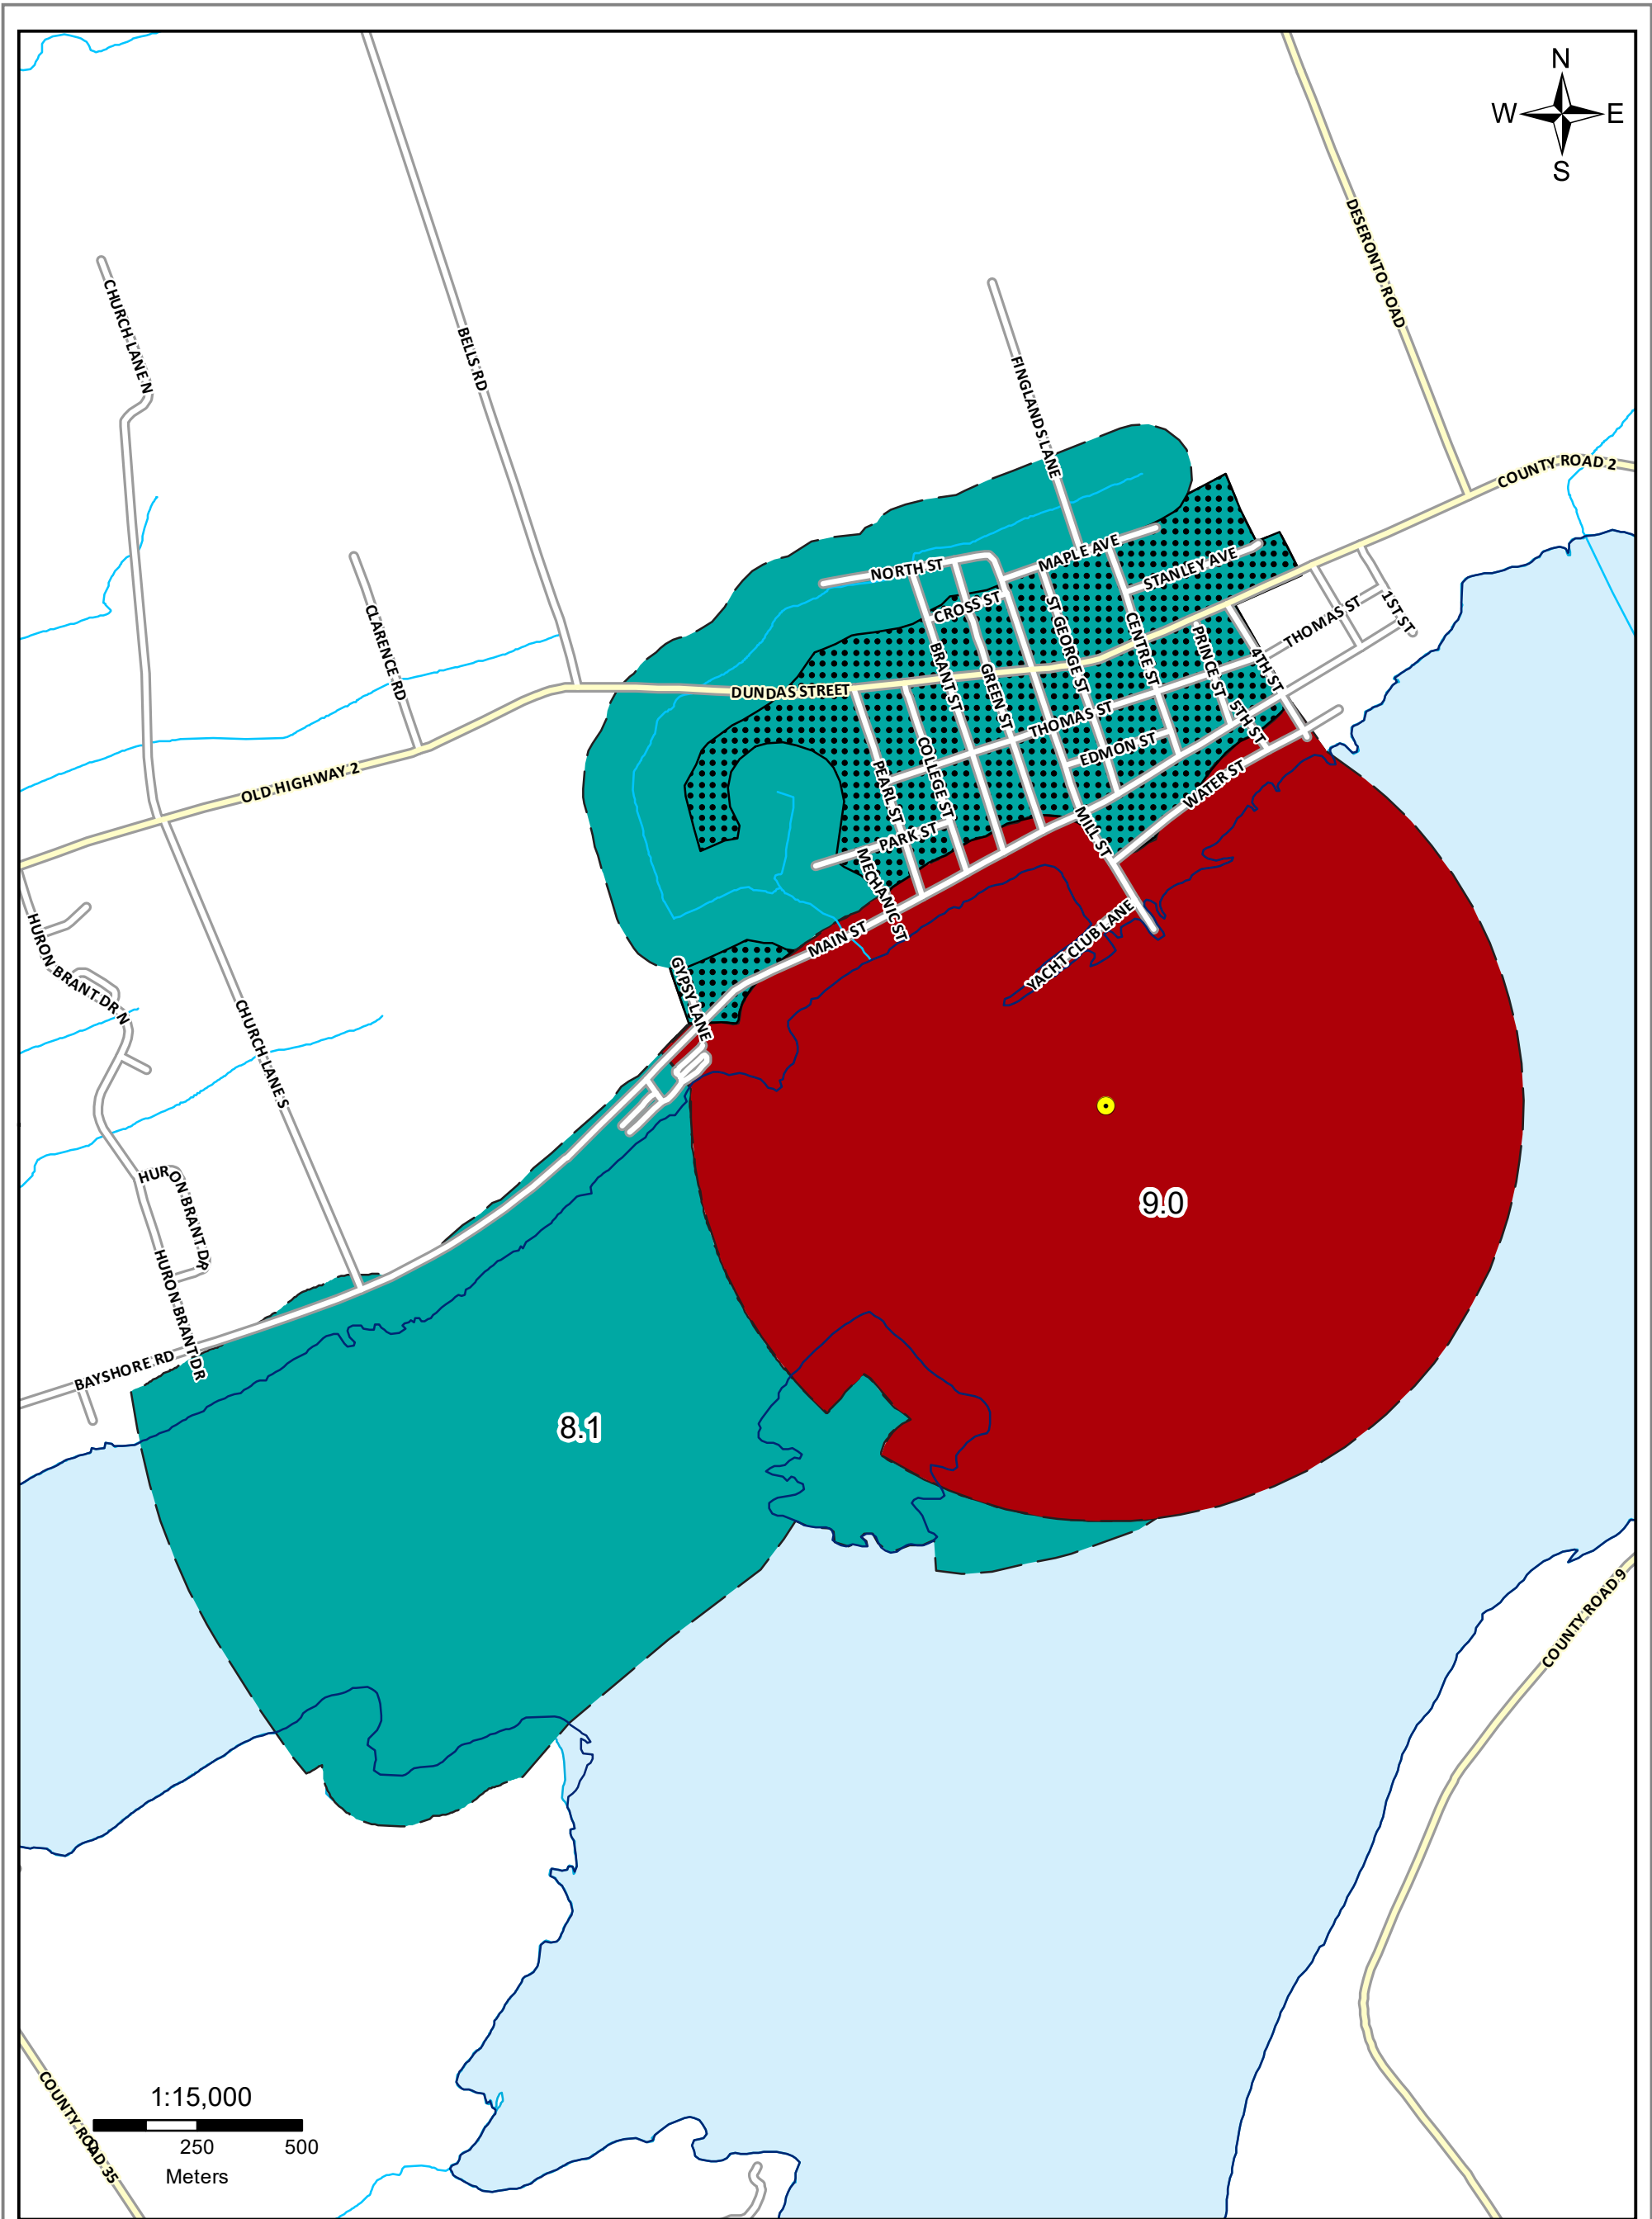 N
W E
S
DESERONTO ROAD
CHURCH LANE N
BELLS RD
FINGLANDS LANE
COUNTY ROAD 2
NORTH ST
MAPLE AVE
STANLEY AVE
CROSS ST
CLARENCE RD
ST GEORGE ST
CENTRE ST
PRINCE ST
4TH ST
THOMAS ST
1ST ST
BRANT ST
GREEN ST
DUNDAS STREET
THOMAS ST
5TH ST
EDMON ST
COLLEGE ST
PEARL ST
WATER ST
OLD HIGHWAY 2
PARK ST
MILL ST
MECHANIC ST
MAIN ST
YACHT CLUB LANE
GYPSY LANE
HURON BRANT DR N
CHURCH LANE S
HURON BRANT DR
9.0
HURON BRANT DR
BAYSHORE RD
8.1
COUNTY ROAD 9
COUNTY ROAD 35
1:15,000
250 500
Meters